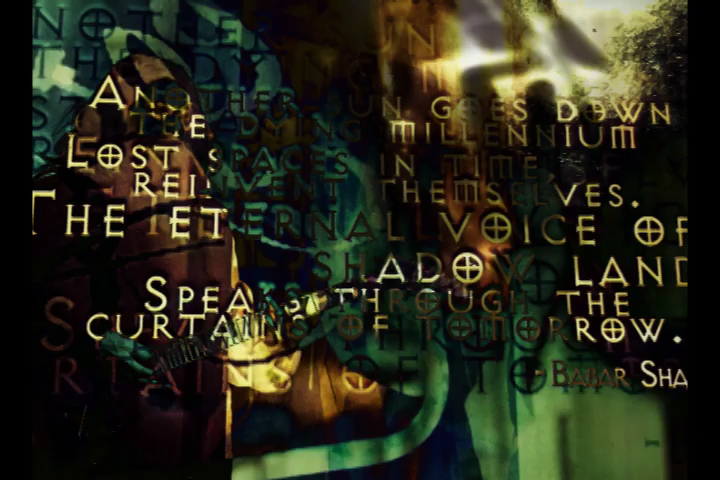 Another Sun goes down
The dying millennium
Lost spaces in time
reinvent themselves.
The eternal voice of
shadow land
Speaks through the
curtains of tomorrow.
- Babar Sha